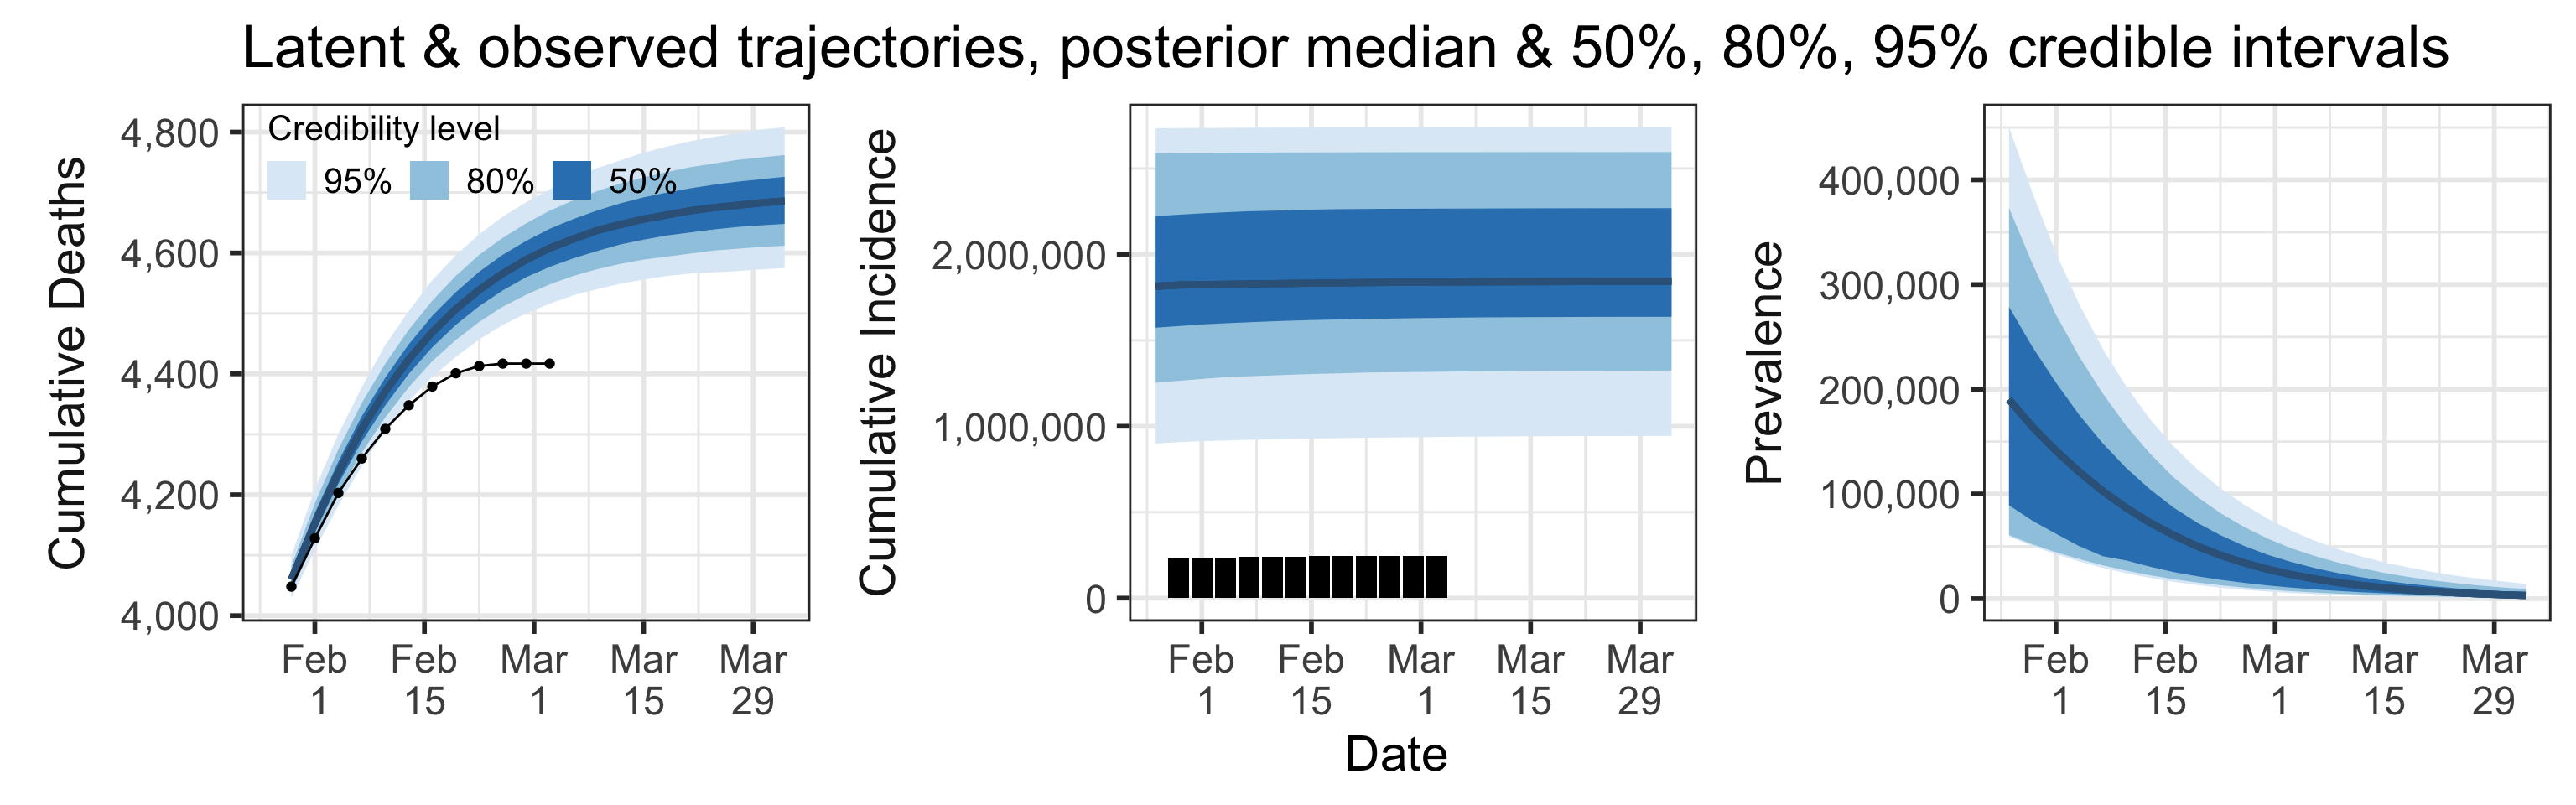 Latent & observed trajectories, posterior median & 50%, 80%, 95% credible intervals
Cumulative Deaths
4,800
4,600
4,400
4,200
4,000
Credibility level
95% 80% 50%
Feb 1
Feb 15
Mar 1
Mar 15
Mar 29
Cumulative Incidence
2,000,000
1,000,000
0
Feb 1
Feb 15
Mar 1
Mar 15
Mar 29
Prevalence
400,000
300,000
200,000
100,000
0
Feb 1
Feb 15
Mar 1
Mar 15
Mar 29
Date